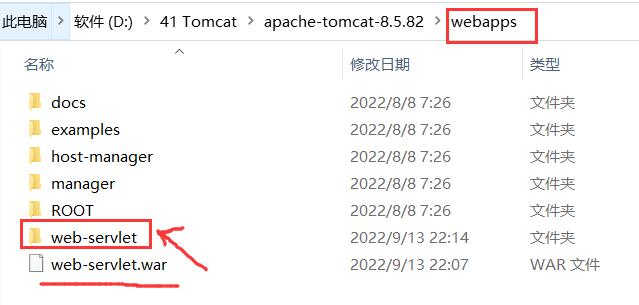 此电脑 > 软件 (D:) > 41 Tomcat > apache-tomcat-8.5.82 > webapps
名称 修改日期 类型
docs 2022/8/8 7:26 文件夹
examples 2022/8/8 7:26 文件夹
host-manager 2022/8/8 7:26 文件夹
manager 2022/8/8 7:26 文件夹
ROOT 2022/8/8 7:26 文件夹
web-servlet 2022/9/13 22:14 文件夹
web-servlet.war 2022/9/13 22:07 WAR 文件